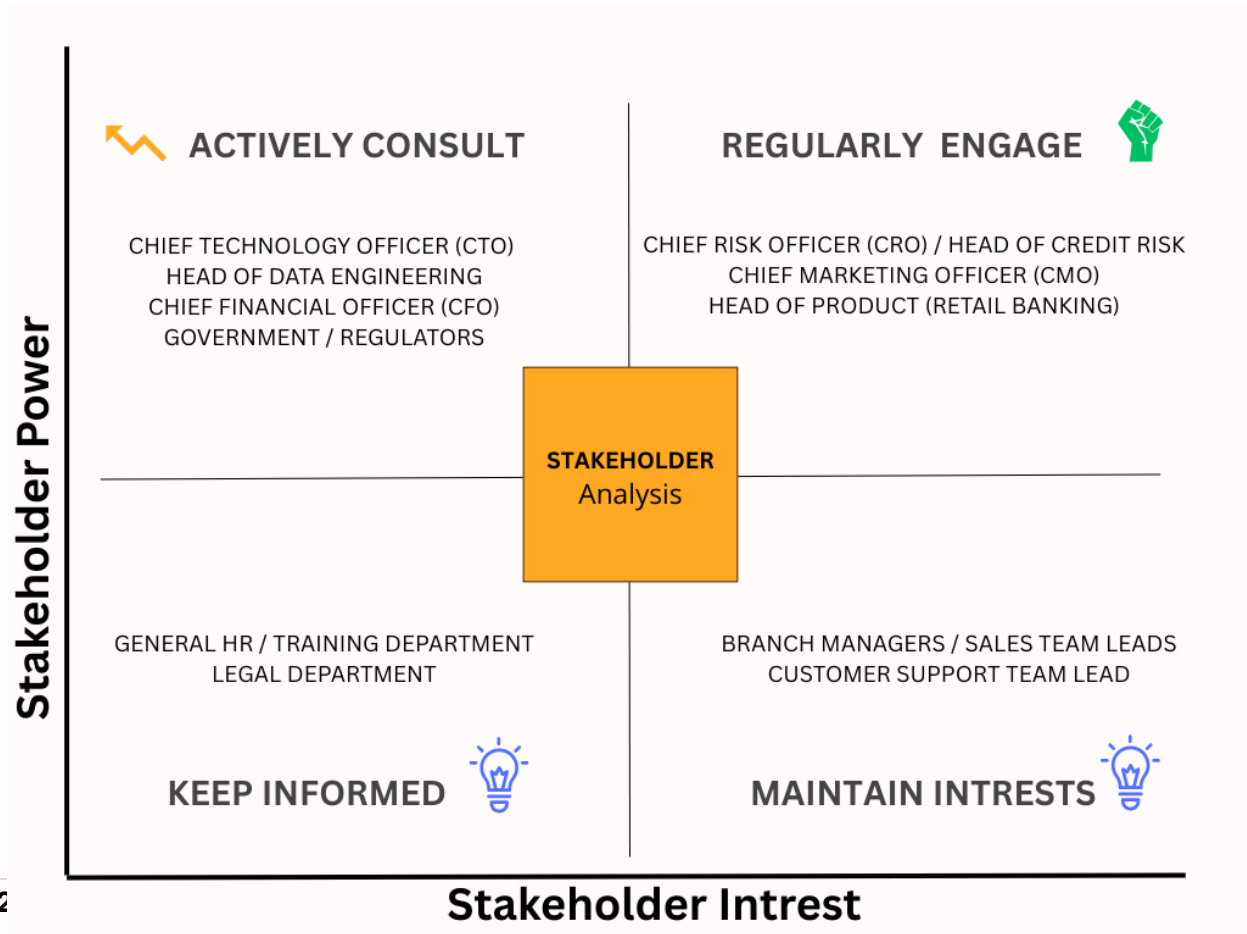 ACTIVELY CONSULT
REGULARLY ENGAGE
CHIEF TECHNOLOGY OFFICER (CTO)
HEAD OF DATA ENGINEERING
CHIEF FINANCIAL OFFICER (CFO)
GOVERNMENT / REGULATORS
CHIEF RISK OFFICER (CRO) / HEAD OF CREDIT RISK
CHIEF MARKETING OFFICER (CMO)
HEAD OF PRODUCT (RETAIL BANKING)
Stakeholder Power
STAKEHOLDER
Analysis
GENERAL HR / TRAINING DEPARTMENT
LEGAL DEPARTMENT
BRANCH MANAGERS / SALES TEAM LEADS
CUSTOMER SUPPORT TEAM LEAD
KEEP INFORMED
MAINTAIN INTRESTS
2
Stakeholder Intrest